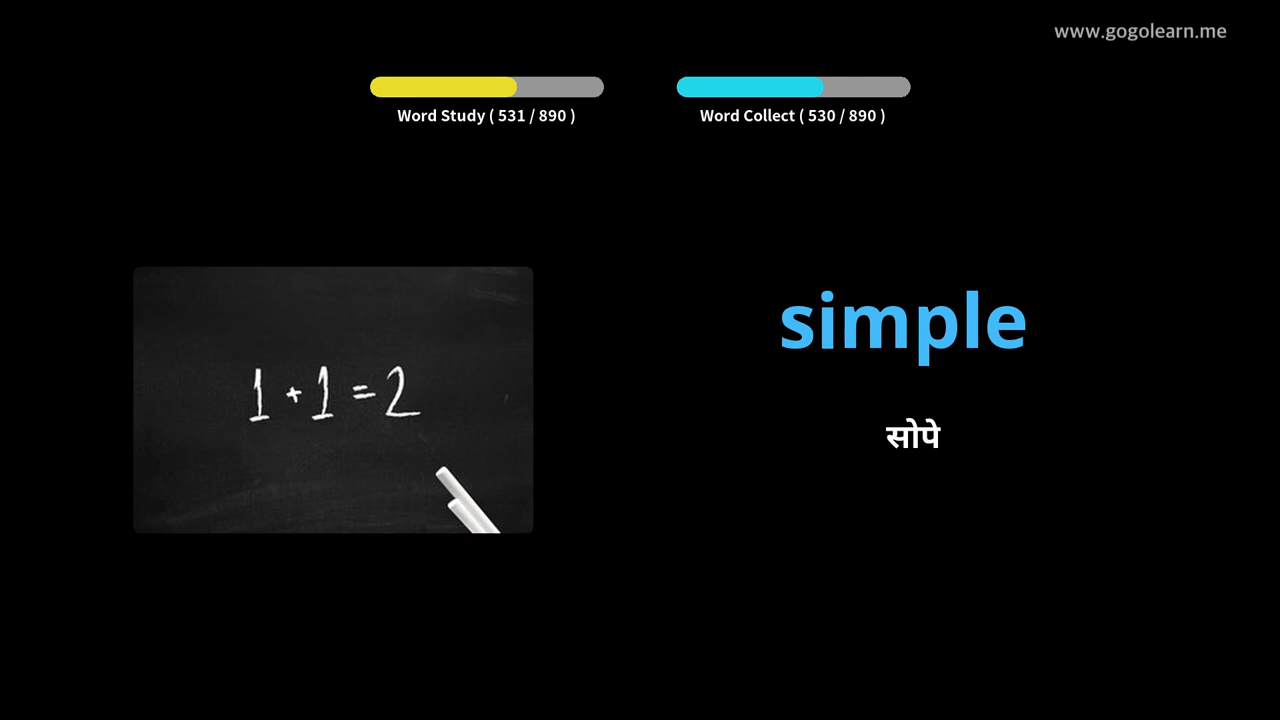 www.gogolearn.me
Word Study ( 531 / 890 )
Word Collect ( 530 / 890 )
simple
1 + 1 = 2
सोपे